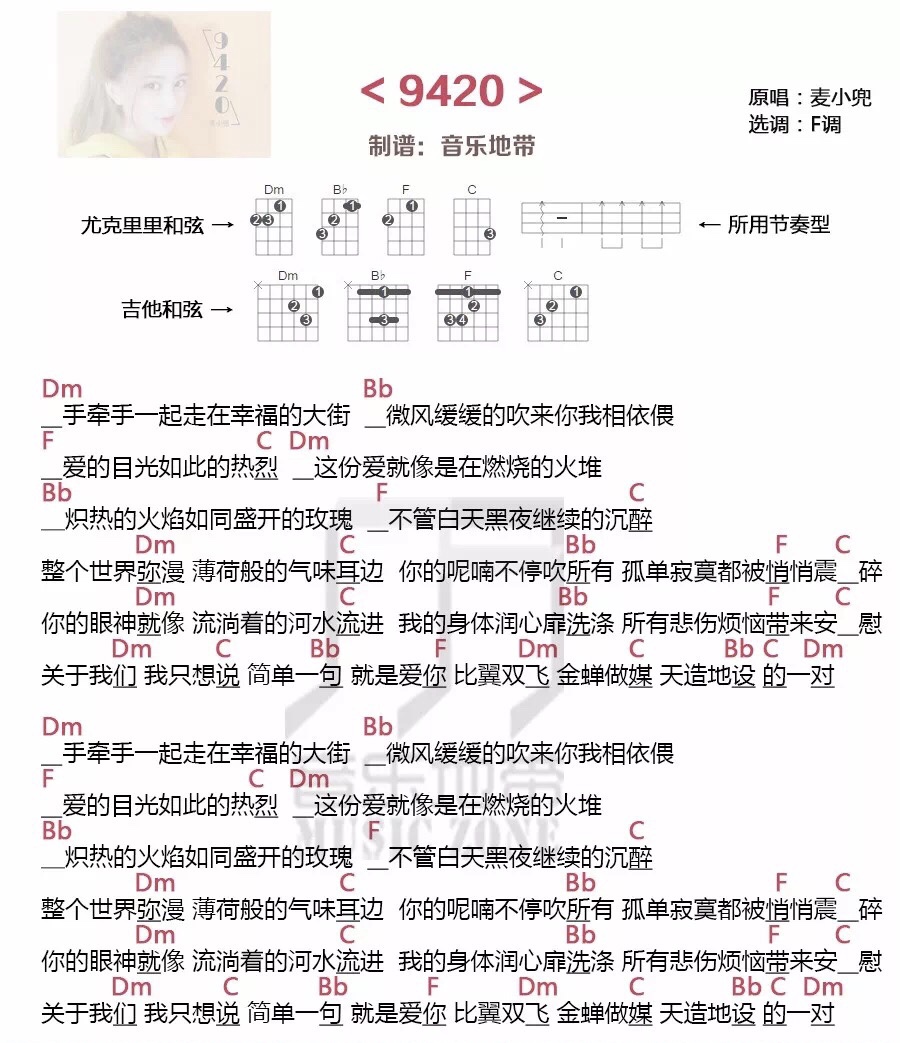 9420
< 9420 >
原唱：麦小兜
选调：F调
制谱：音乐地带
Dm Bb F C
尤克里里和弦 → ← 所用节奏型
Dm Bb F C
吉他和弦 →
Dm Bb
__手牵手一起走在幸福的大街 __微风缓缓的吹来你我相依偎
F C Dm
__爱的目光如此的热烈 __这份爱就像是在燃烧的火堆
Bb F C
__炽热的火焰如同盛开的玫瑰 __不管白天黑夜继续的沉醉
Dm C Bb F C
整个世界弥漫 薄荷般的气味耳边 你的呢喃不停吹所有 孤单寂寞都被悄悄震__碎
Dm C Bb F C
你的眼神就像 流淌着的河水流进 我的身体润心扉洗涤 所有悲伤烦恼带来安__慰
Dm C Bb F Dm C Bb C Dm
关于我们 我只想说 简单一句 就是爱你 比翼双飞 金蝉做媒 天造地设 的一对
Dm Bb
__手牵手一起走在幸福的大街 __微风缓缓的吹来你我相依偎
F C Dm
__爱的目光如此的热烈 __这份爱就像是在燃烧的火堆
Bb F C
__炽热的火焰如同盛开的玫瑰 __不管白天黑夜继续的沉醉
Dm C Bb F C
整个世界弥漫 薄荷般的气味耳边 你的呢喃不停吹所有 孤单寂寞都被悄悄震__碎
Dm C Bb F C
你的眼神就像 流淌着的河水流进 我的身体润心扉洗涤 所有悲伤烦恼带来安__慰
Dm C Bb F Dm C Bb C Dm
关于我们 我只想说 简单一句 就是爱你 比翼双飞 金蝉做媒 天造地设 的一对
音乐地带
MUSIC ZONE